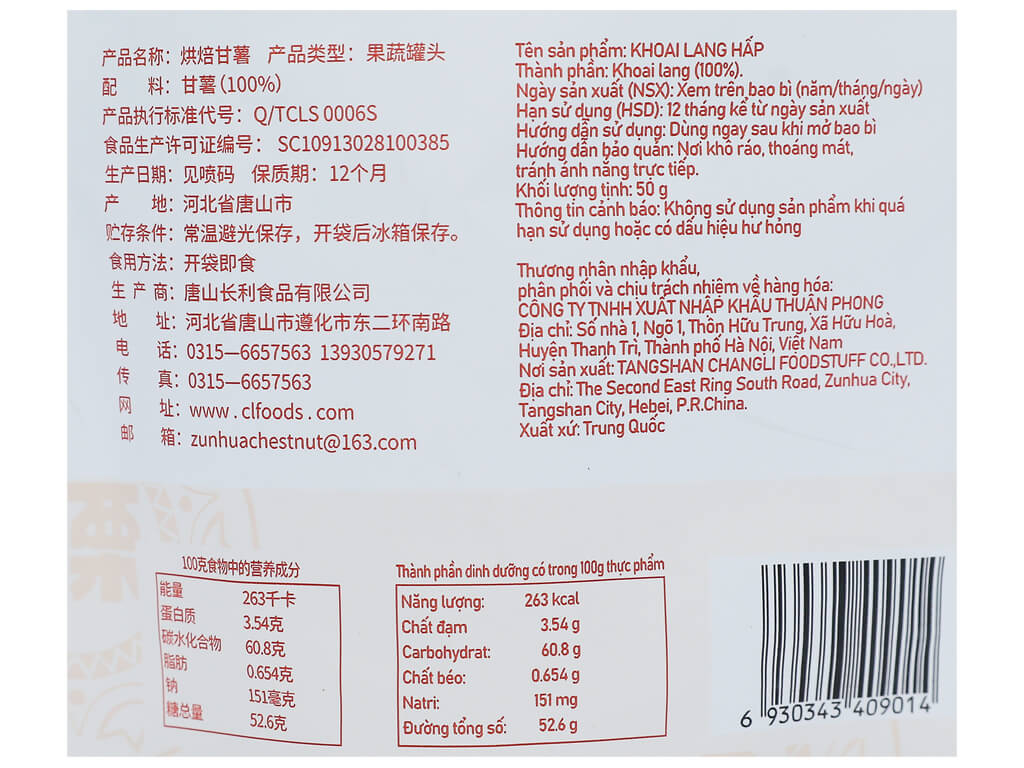 产品名称：烘焙甘薯 产品类型：果蔬罐头
配 料：甘薯(100%)
产品执行标准代号：Q/TCLS 0006S
食品生产许可证编号： SC10913028100385
生产日期：见喷码 保质期：12个月
产 地：河北省唐山市
贮存条件：常温避光保存，开袋后冰箱保存。
食用方法：开袋即食
生 产 商：唐山长利食品有限公司
地 址：河北省唐山市遵化市东二环南路
电 话：0315—6657563 13930579271
传 真：0315—6657563
网 址：www.clfoods.com
邮 箱：zunhuachestnut@163.com
Tên sản phẩm: KHOAI LANG HẤP
Thành phần: Khoai lang (100%).
Ngày sản xuất (NSX): Xem trên bao bì (năm/tháng/ngày)
Hạn sử dụng (HSD): 12 tháng kể từ ngày sản xuất
Hướng dẫn sử dụng: Dùng ngay sau khi mở bao bì
Hướng dẫn bảo quản: Nơi khô ráo, thoáng mát,
tránh ánh nắng trực tiếp.
Khối lượng tịnh: 50 g
Thông tin cảnh báo: Không sử dụng sản phẩm khi quá
hạn sử dụng hoặc có dấu hiệu hư hỏng
Thương nhân nhập khẩu,
phân phối và chịu trách nhiệm về hàng hóa:
CÔNG TY TNHH XUẤT NHẬP KHẨU THUẬN PHONG
Địa chỉ: Số nhà 1, Ngõ 1, Thôn Hữu Trung, Xã Hữu Hoà,
Huyện Thanh Trì, Thành phố Hà Nội, Việt Nam
Nơi sản xuất: TANGSHAN CHANGLI FOODSTUFF CO.,LTD.
Địa chỉ: The Second East Ring South Road, Zunhua City,
Tangshan City, Hebei, P.R.China.
Xuất xứ: Trung Quốc
100克食物中的营养成分
能量 263千卡
蛋白质 3.54克
碳水化合物 60.8克
脂肪 0.654克
钠 151毫克
糖总量 52.6克
Thành phần dinh dưỡng có trong 100g thực phẩm
Năng lượng: 263 kcal
Chất đạm 3.54 g
Carbohydrat: 60.8 g
Chất béo: 0.654 g
Natri: 151 mg
Đường tổng số: 52.6 g
6 930343 409014